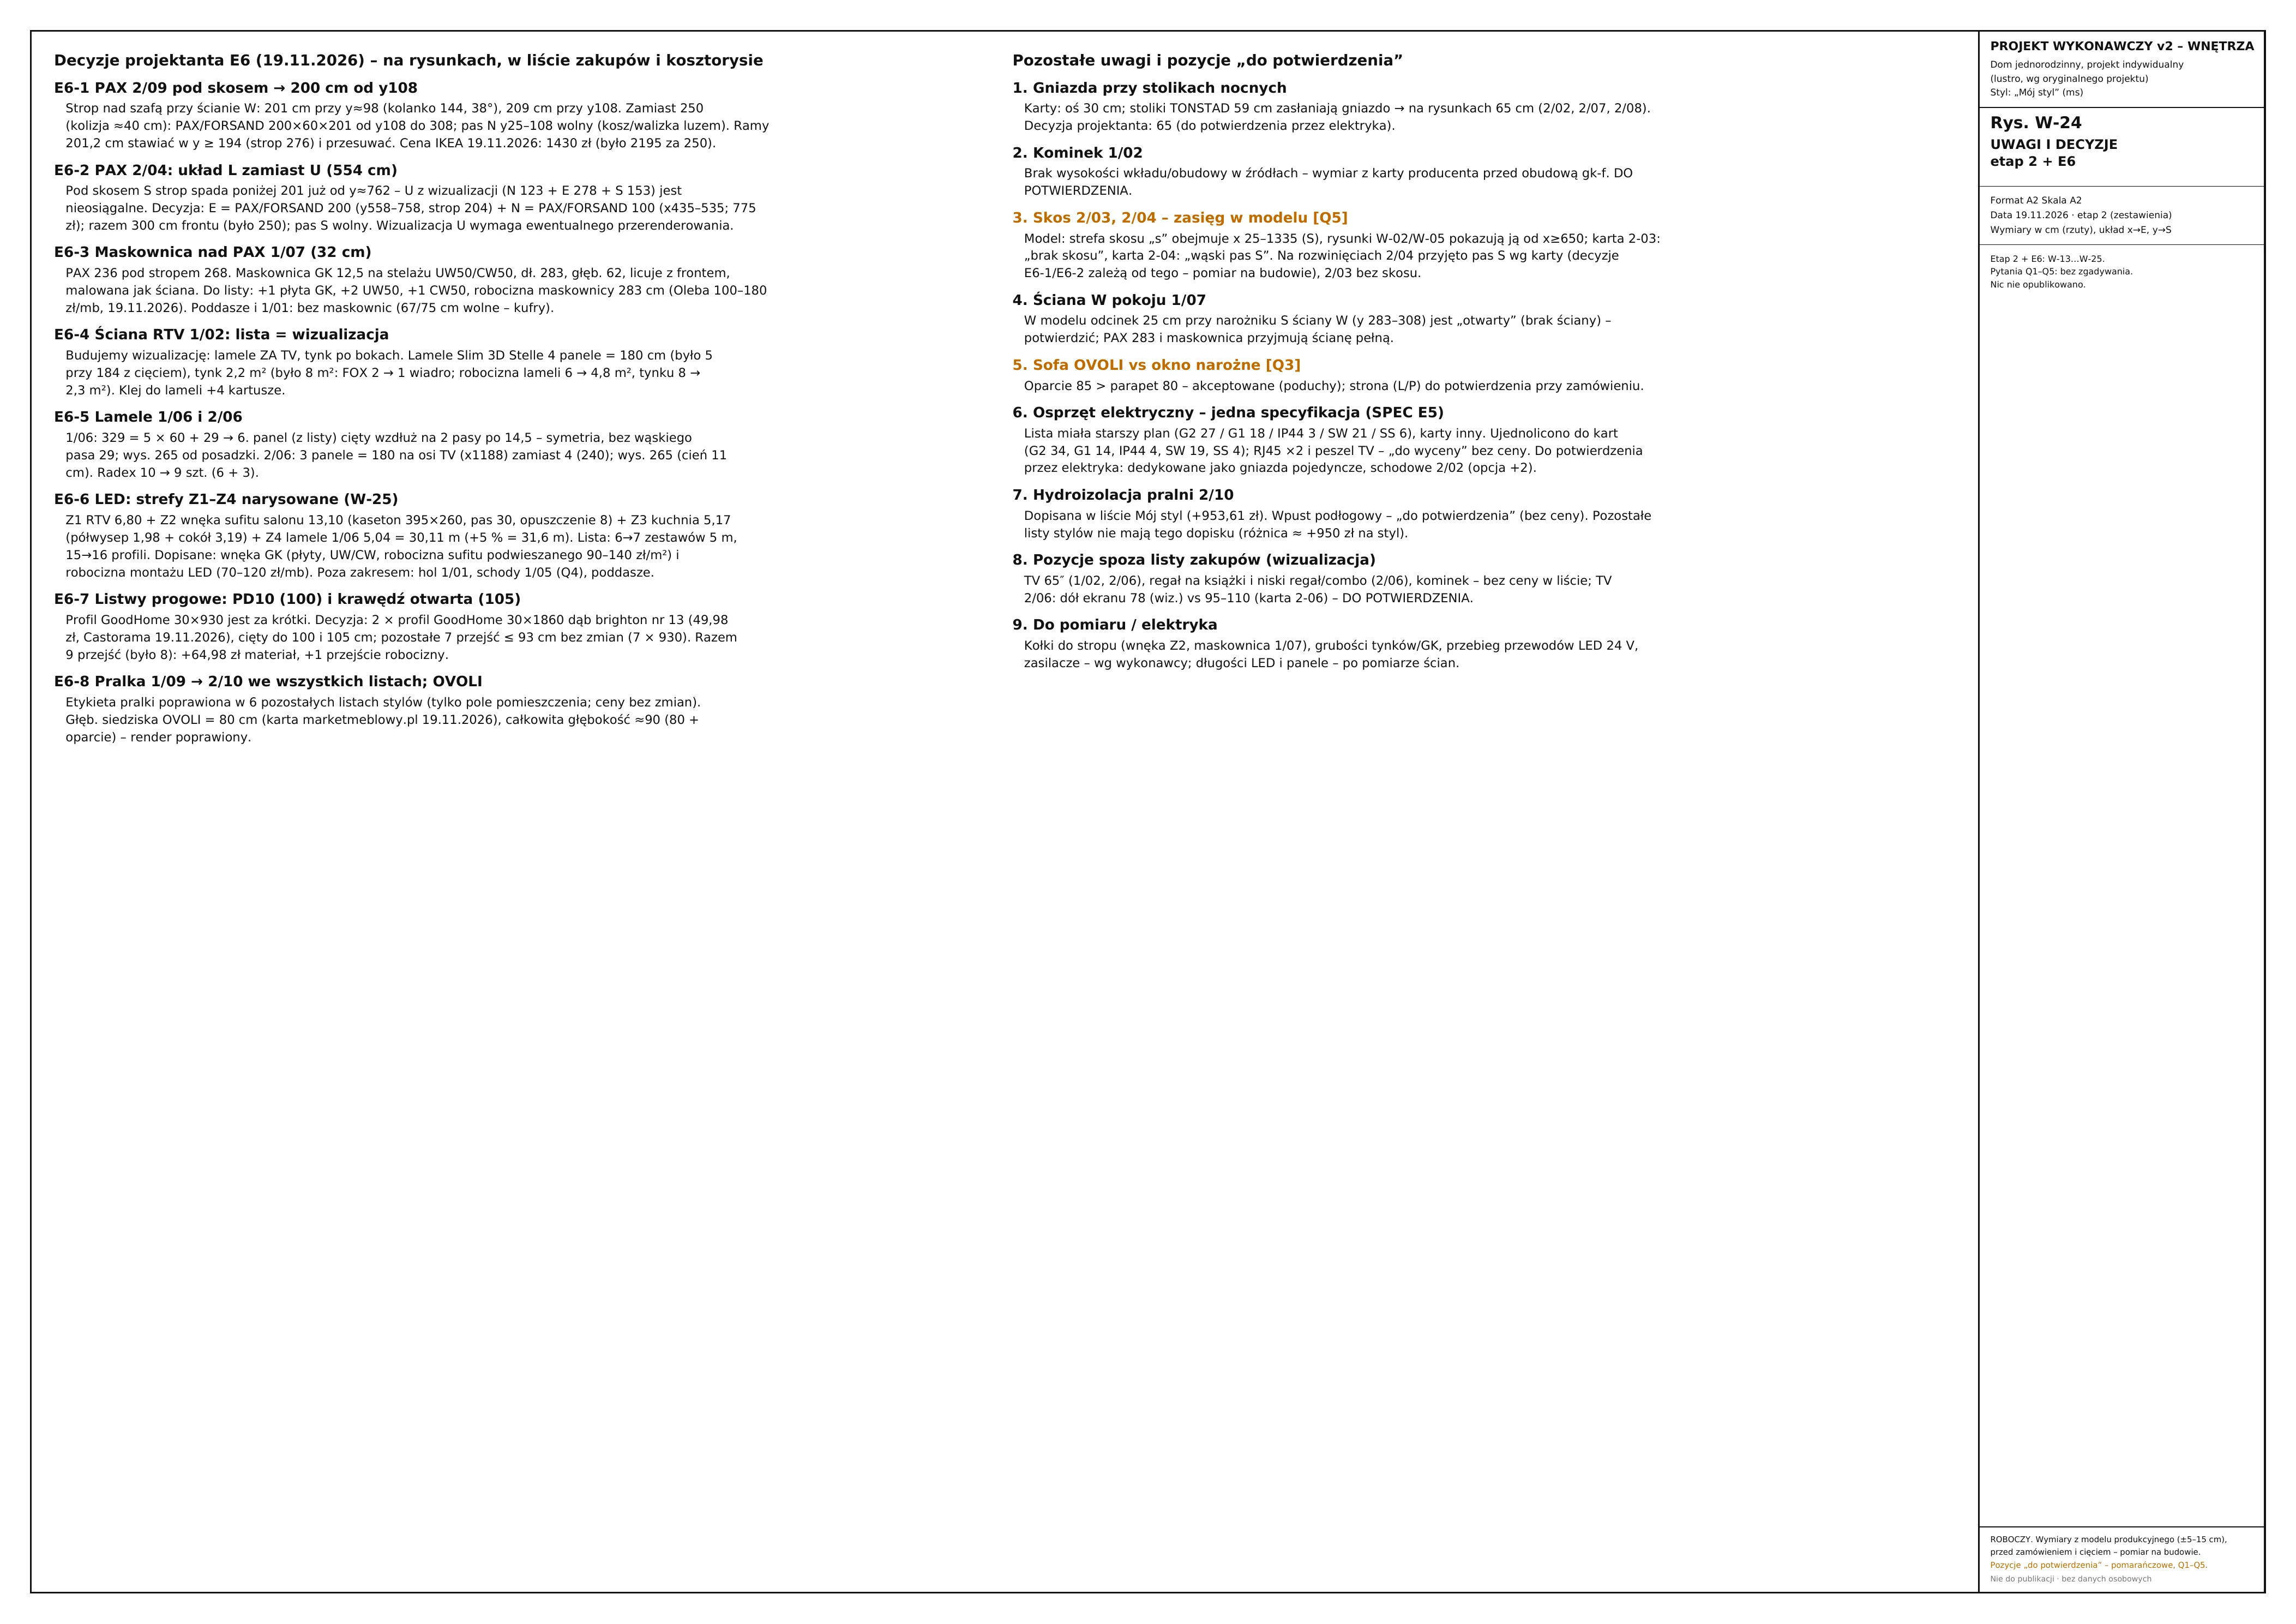 Decyzje projektanta E6 (19.11.2026) – na rysunkach, w liście zakupów i kosztorysie
E6-1 PAX 2/09 pod skosem → 200 cm od y108
Strop nad szafą przy ścianie W: 201 cm przy y≈98 (kolanko 144, 38°), 209 cm przy y108. Zamiast 250
(kolizja ≈40 cm): PAX/FORSAND 200×60×201 od y108 do 308; pas N y25–108 wolny (kosz/walizka luzem). Ramy
201,2 cm stawiać w y ≥ 194 (strop 276) i przesuwać. Cena IKEA 19.11.2026: 1430 zł (było 2195 za 250).
E6-2 PAX 2/04: układ L zamiast U (554 cm)
Pod skosem S strop spada poniżej 201 już od y≈762 – U z wizualizacji (N 123 + E 278 + S 153) jest
nieosiągalne. Decyzja: E = PAX/FORSAND 200 (y558–758, strop 204) + N = PAX/FORSAND 100 (x435–535; 775
zł); razem 300 cm frontu (było 250); pas S wolny. Wizualizacja U wymaga ewentualnego przerenderowania.
E6-3 Maskownica nad PAX 1/07 (32 cm)
PAX 236 pod stropem 268. Maskownica GK 12,5 na stelażu UW50/CW50, dł. 283, głęb. 62, licuje z frontem,
malowana jak ściana. Do listy: +1 płyta GK, +2 UW50, +1 CW50, robocizna maskownicy 283 cm (Oleba 100–180
zł/mb, 19.11.2026). Poddasze i 1/01: bez maskownic (67/75 cm wolne – kufry).
E6-4 Ściana RTV 1/02: lista = wizualizacja
Budujemy wizualizację: lamele ZA TV, tynk po bokach. Lamele Slim 3D Stelle 4 panele = 180 cm (było 5
przy 184 z cięciem), tynk 2,2 m² (było 8 m²: FOX 2 → 1 wiadro; robocizna lameli 6 → 4,8 m², tynku 8 →
2,3 m²). Klej do lameli +4 kartusze.
E6-5 Lamele 1/06 i 2/06
1/06: 329 = 5 × 60 + 29 → 6. panel (z listy) cięty wzdłuż na 2 pasy po 14,5 – symetria, bez wąskiego
pasa 29; wys. 265 od posadzki. 2/06: 3 panele = 180 na osi TV (x1188) zamiast 4 (240); wys. 265 (cień 11
cm). Radex 10 → 9 szt. (6 + 3).
E6-6 LED: strefy Z1–Z4 narysowane (W-25)
Z1 RTV 6,80 + Z2 wnęka sufitu salonu 13,10 (kaseton 395×260, pas 30, opuszczenie 8) + Z3 kuchnia 5,17
(półwysep 1,98 + cokół 3,19) + Z4 lamele 1/06 5,04 = 30,11 m (+5 % = 31,6 m). Lista: 6→7 zestawów 5 m,
15→16 profili. Dopisane: wnęka GK (płyty, UW/CW, robocizna sufitu podwieszanego 90–140 zł/m²) i
robocizna montażu LED (70–120 zł/mb). Poza zakresem: hol 1/01, schody 1/05 (Q4), poddasze.
E6-7 Listwy progowe: PD10 (100) i krawędź otwarta (105)
Profil GoodHome 30×930 jest za krótki. Decyzja: 2 × profil GoodHome 30×1860 dąb brighton nr 13 (49,98
zł, Castorama 19.11.2026), cięty do 100 i 105 cm; pozostałe 7 przejść ≤ 93 cm bez zmian (7 × 930). Razem
9 przejść (było 8): +64,98 zł materiał, +1 przejście robocizny.
E6-8 Pralka 1/09 → 2/10 we wszystkich listach; OVOLI
Etykieta pralki poprawiona w 6 pozostałych listach stylów (tylko pole pomieszczenia; ceny bez zmian).
Głęb. siedziska OVOLI = 80 cm (karta marketmeblowy.pl 19.11.2026), całkowita głębokość ≈90 (80 +
oparcie) – render poprawiony.
Pozostałe uwagi i pozycje „do potwierdzenia”
1. Gniazda przy stolikach nocnych
Karty: oś 30 cm; stoliki TONSTAD 59 cm zasłaniają gniazdo → na rysunkach 65 cm (2/02, 2/07, 2/08).
Decyzja projektanta: 65 (do potwierdzenia przez elektryka).
2. Kominek 1/02
Brak wysokości wkładu/obudowy w źródłach – wymiar z karty producenta przed obudową gk-f. DO
POTWIERDZENIA.
3. Skos 2/03, 2/04 – zasięg w modelu [Q5]
Model: strefa skosu „s” obejmuje x 25–1335 (S), rysunki W-02/W-05 pokazują ją od x≥650; karta 2-03:
„brak skosu”, karta 2-04: „wąski pas S”. Na rozwinięciach 2/04 przyjęto pas S wg karty (decyzje
E6-1/E6-2 zależą od tego – pomiar na budowie), 2/03 bez skosu.
4. Ściana W pokoju 1/07
W modelu odcinek 25 cm przy narożniku S ściany W (y 283–308) jest „otwarty” (brak ściany) –
potwierdzić; PAX 283 i maskownica przyjmują ścianę pełną.
5. Sofa OVOLI vs okno narożne [Q3]
Oparcie 85 > parapet 80 – akceptowane (poduchy); strona (L/P) do potwierdzenia przy zamówieniu.
6. Osprzęt elektryczny – jedna specyfikacja (SPEC E5)
Lista miała starszy plan (G2 27 / G1 18 / IP44 3 / SW 21 / SS 6), karty inny. Ujednolicono do kart
(G2 34, G1 14, IP44 4, SW 19, SS 4); RJ45 ×2 i peszel TV – „do wyceny” bez ceny. Do potwierdzenia
przez elektryka: dedykowane jako gniazda pojedyncze, schodowe 2/02 (opcja +2).
7. Hydroizolacja pralni 2/10
Dopisana w liście Mój styl (+953,61 zł). Wpust podłogowy – „do potwierdzenia” (bez ceny). Pozostałe
listy stylów nie mają tego dopisku (różnica ≈ +950 zł na styl).
8. Pozycje spoza listy zakupów (wizualizacja)
TV 65″ (1/02, 2/06), regał na książki i niski regał/combo (2/06), kominek – bez ceny w liście; TV
2/06: dół ekranu 78 (wiz.) vs 95–110 (karta 2-06) – DO POTWIERDZENIA.
9. Do pomiaru / elektryka
Kołki do stropu (wnęka Z2, maskownica 1/07), grubości tynków/GK, przebieg przewodów LED 24 V,
zasilacze – wg wykonawcy; długości LED i panele – po pomiarze ścian.
PROJEKT WYKONAWCZY v2 – WNĘTRZA
Dom jednorodzinny, projekt indywidualny
(lustro, wg oryginalnego projektu)
Styl: „Mój styl” (ms)
Rys. W-24
UWAGI I DECYZJE
etap 2 + E6
Format A2 Skala A2
Data 19.11.2026 · etap 2 (zestawienia)
Wymiary w cm (rzuty), układ x→E, y→S
Etap 2 + E6: W-13…W-25.
Pytania Q1–Q5: bez zgadywania.
Nic nie opublikowano.
ROBOCZY. Wymiary z modelu produkcyjnego (±5–15 cm),
przed zamówieniem i cięciem – pomiar na budowie.
Pozycje „do potwierdzenia” – pomarańczowe, Q1–Q5.
Nie do publikacji · bez danych osobowych